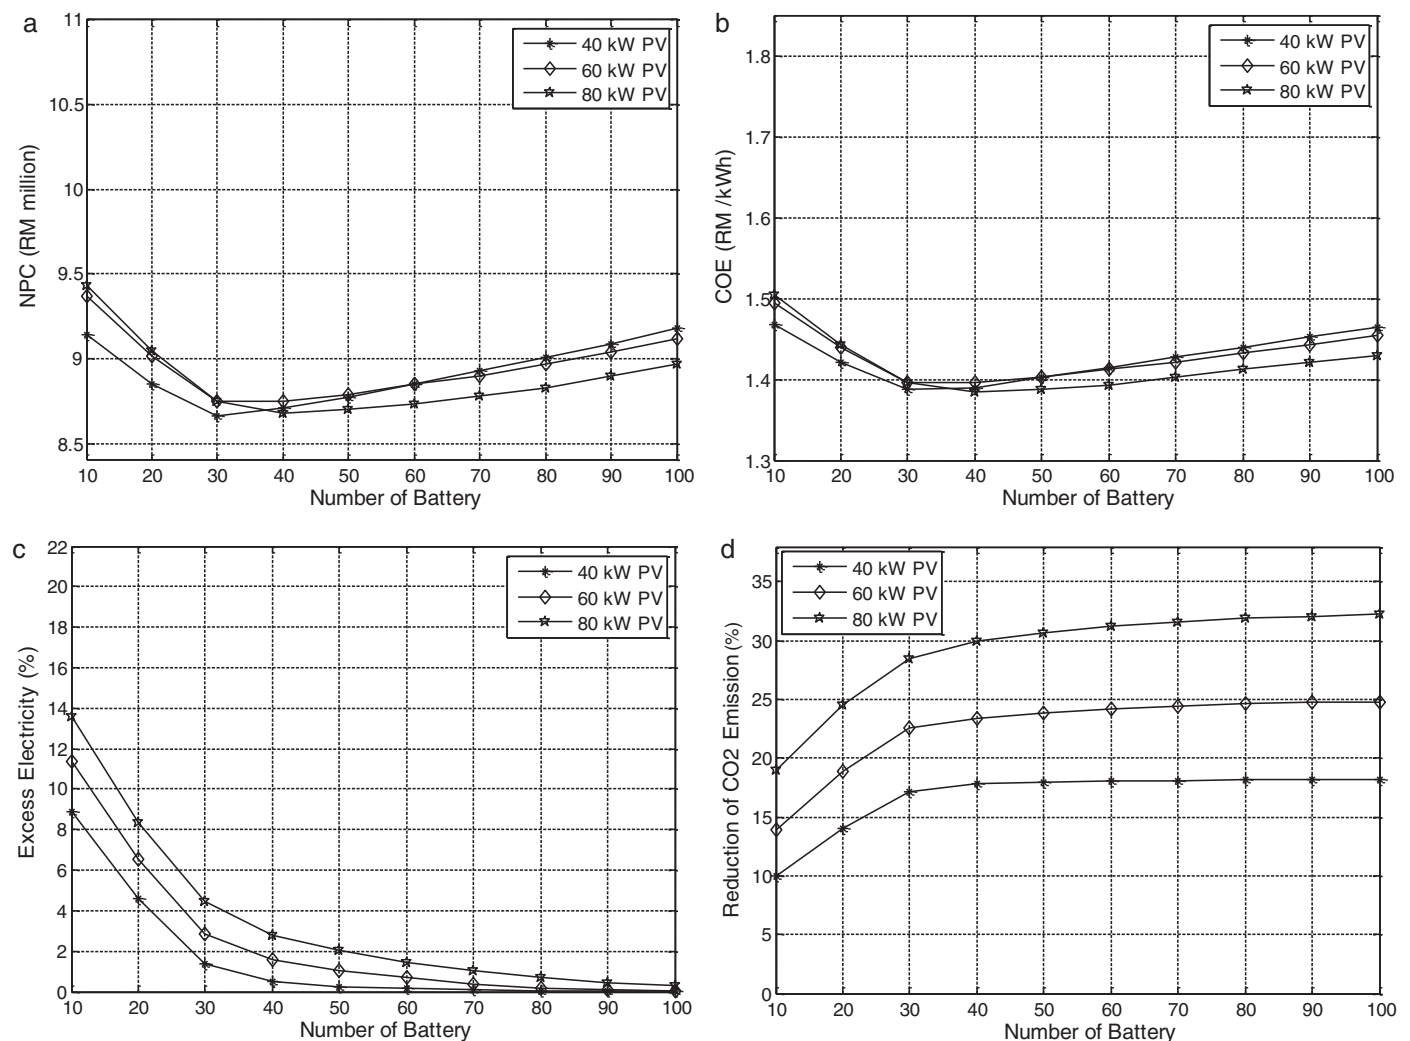 a
11
10.5
10
9.5
9
8.5
NPC (RM million)
40 kW PV
60 kW PV
80 kW PV
10 20 30 40 50 60 70 80 90 100
Number of Battery
b
1.8
1.7
1.6
1.5
1.4
1.3
COE (RM /kWh)
40 kW PV
60 kW PV
80 kW PV
10 20 30 40 50 60 70 80 90 100
Number of Battery
c
22
20
18
16
14
12
10
8
6
4
2
0
Excess Electricity (%)
40 kW PV
60 kW PV
80 kW PV
10 20 30 40 50 60 70 80 90 100
Number of Battery
d
35
30
25
20
15
10
5
0
Reduction of CO2 Emission (%)
40 kW PV
60 kW PV
80 kW PV
10 20 30 40 50 60 70 80 90 100
Number of Battery